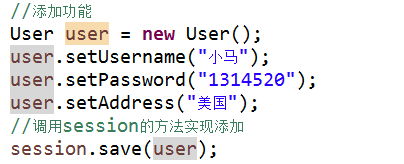 //添加功能
User user = new User();
user.setUsername("小马");
user.setPassword("1314520");
user.setAddress("美国");
//调用session的方法实现添加
session.save(user);